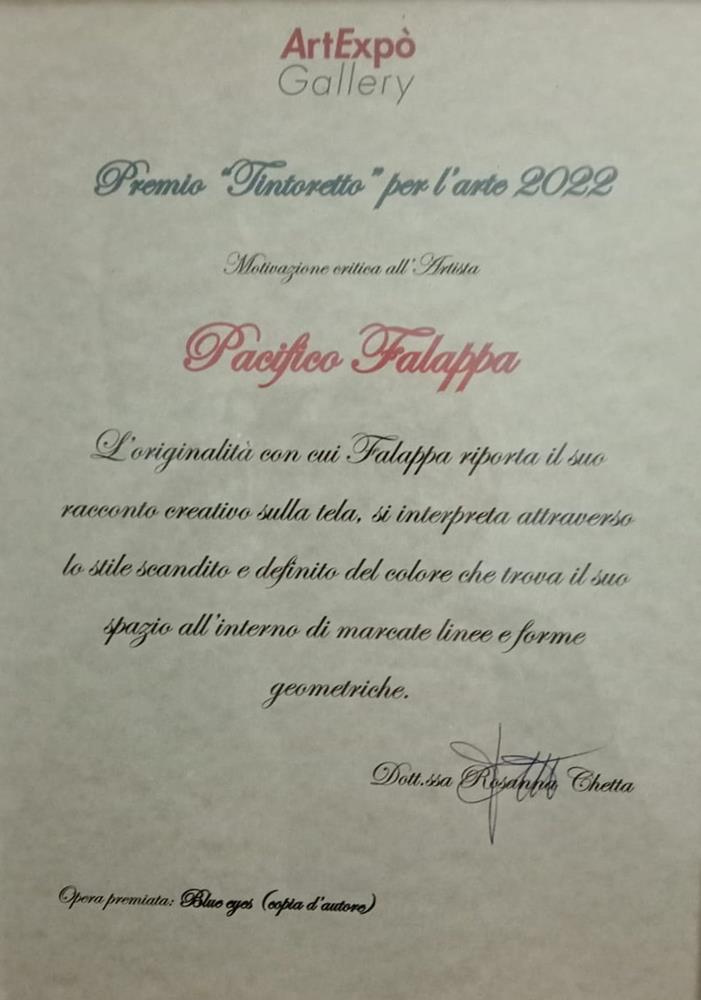 ArtExpò
Gallery
Premio “Tintoretto” per l’arte 2022
Motivazione critica all’Artista
Pacifico Falappa
L’originalità con cui Falappa riporta il suo
racconto creativo sulla tela, si interpreta attraverso
lo stile scandito e definito del colore che trova il suo
spazio all’interno di marcate linee e forme
geometriche.
Dott.ssa Rosanna Chetta
Opera premiata: Blue eyes (copia d’autore)